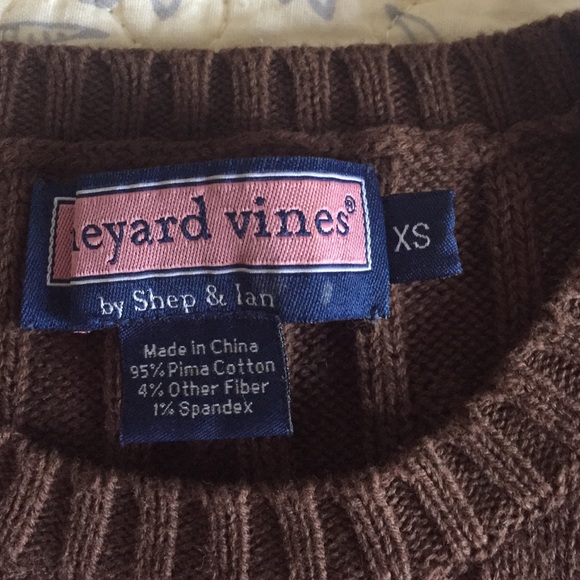 neyard vines®
XS
by Shep & Ian
Made in China
95% Pima Cotton
4% Other Fiber
1% Spandex